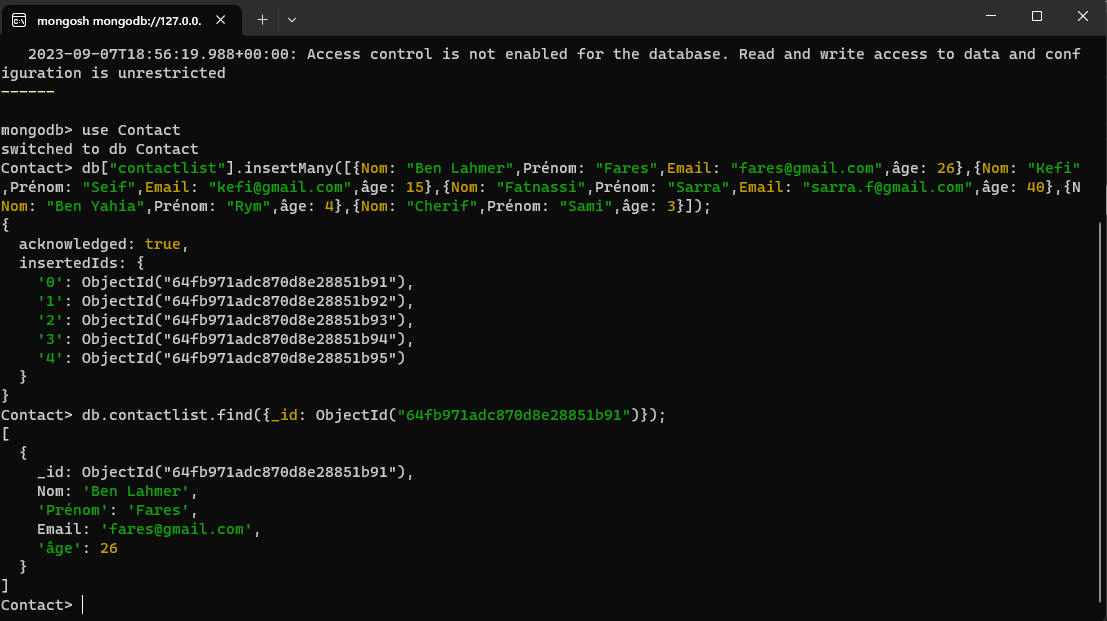 mongosh mongodb://127.0.0.
2023-09-07T18:56:19.988+00:00: Access control is not enabled for the database. Read and write access to data and conf
iguration is unrestricted
------
mongodb> use Contact
switched to db Contact
Contact> db["contactlist"].insertMany([{Nom: "Ben Lahmer",Prénom: "Fares",Email: "fares@gmail.com",âge: 26},{Nom: "Kefi"
,Prénom: "Seif",Email: "kefi@gmail.com",âge: 15},{Nom: "Fatnassi",Prénom: "Sarra",Email: "sarra.f@gmail.com",âge: 40},{N
Nom: "Ben Yahia",Prénom: "Rym",âge: 4},{Nom: "Cherif",Prénom: "Sami",âge: 3}]);
{
  acknowledged: true,
  insertedIds: {
    '0': ObjectId("64fb971adc870d8e28851b91"),
    '1': ObjectId("64fb971adc870d8e28851b92"),
    '2': ObjectId("64fb971adc870d8e28851b93"),
    '3': ObjectId("64fb971adc870d8e28851b94"),
    '4': ObjectId("64fb971adc870d8e28851b95")
  }
}
Contact> db.contactlist.find({_id: ObjectId("64fb971adc870d8e28851b91")});
[
  {
    _id: ObjectId("64fb971adc870d8e28851b91"),
    Nom: 'Ben Lahmer',
    'Prénom': 'Fares',
    Email: 'fares@gmail.com',
    'âge': 26
  }
]
Contact>